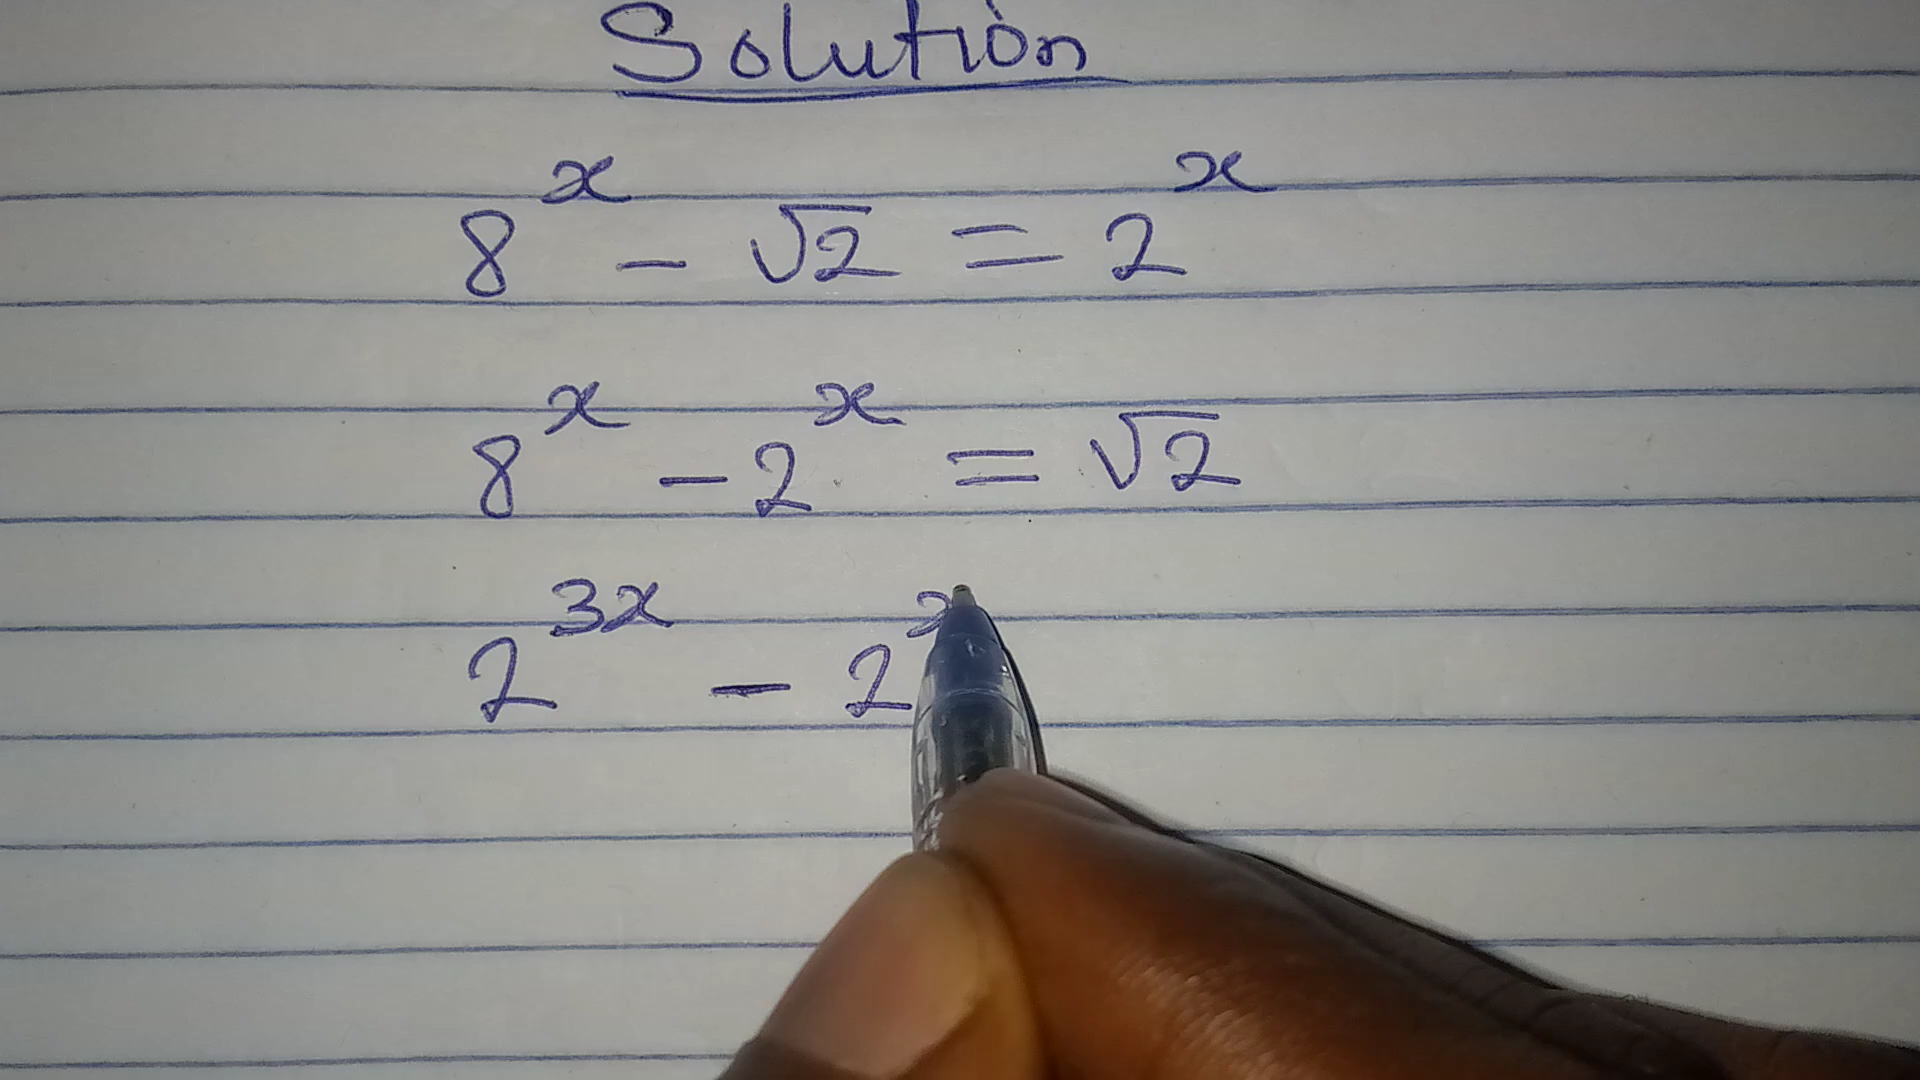 Solution
8^x - √2 = 2^x
8^x - 2^x = √2
2^3x - 2^x